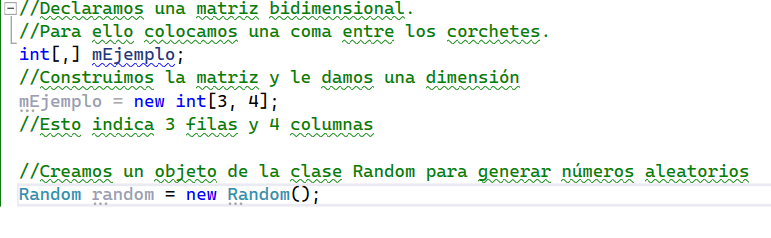 //Declaramos una matriz bidimensional.
//Para ello colocamos una coma entre los corchetes.
int[,] mEjemplo;
//Construimos la matriz y le damos una dimensión
mEjemplo = new int[3, 4];
//Esto indica 3 filas y 4 columnas
//Creamos un objeto de la clase Random para generar números aleatorios
Random random = new Random();